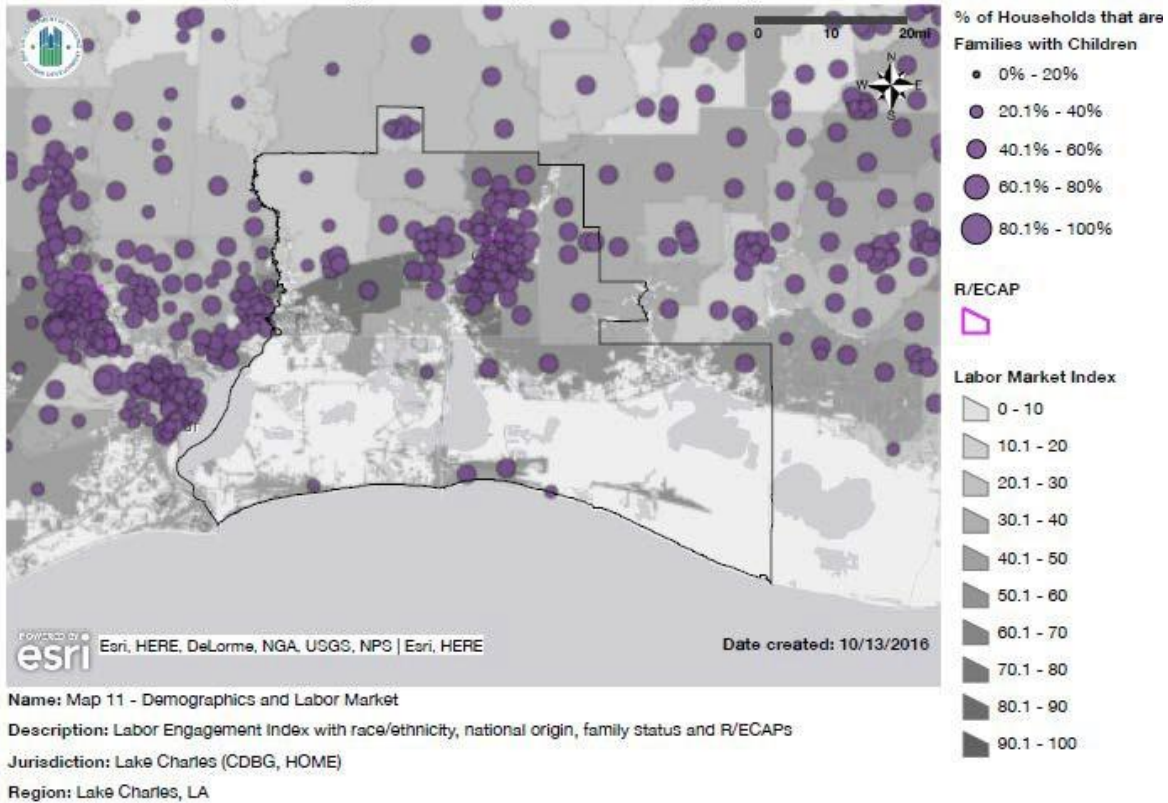 0 10 20mi
N
W E
S
% of Households that are
Families with Children
0% - 20%
20.1% - 40%
40.1% - 60%
60.1% - 80%
80.1% - 100%
R/ECAP
Labor Market Index
0 - 10
10.1 - 20
20.1 - 30
30.1 - 40
40.1 - 50
50.1 - 60
60.1 - 70
70.1 - 80
80.1 - 90
90.1 - 100
POWERED BY
esri
Esri, HERE, DeLorme, NGA, USGS, NPS | Esri, HERE
Date created: 10/13/2016
Name: Map 11 - Demographics and Labor Market
Description: Labor Engagement Index with race/ethnicity, national origin, family status and R/ECAPs
Jurisdiction: Lake Charles (CDBG, HOME)
Region: Lake Charles, LA